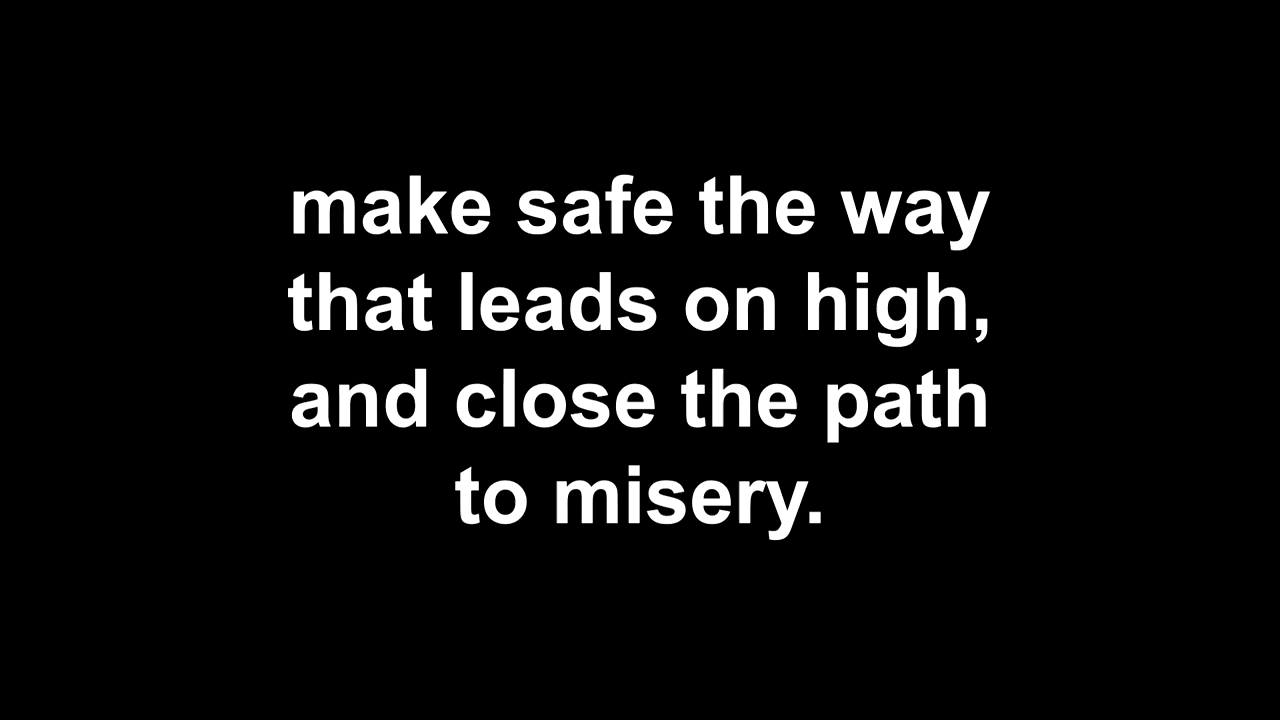 make safe the way
that leads on high,
and close the path
to misery.